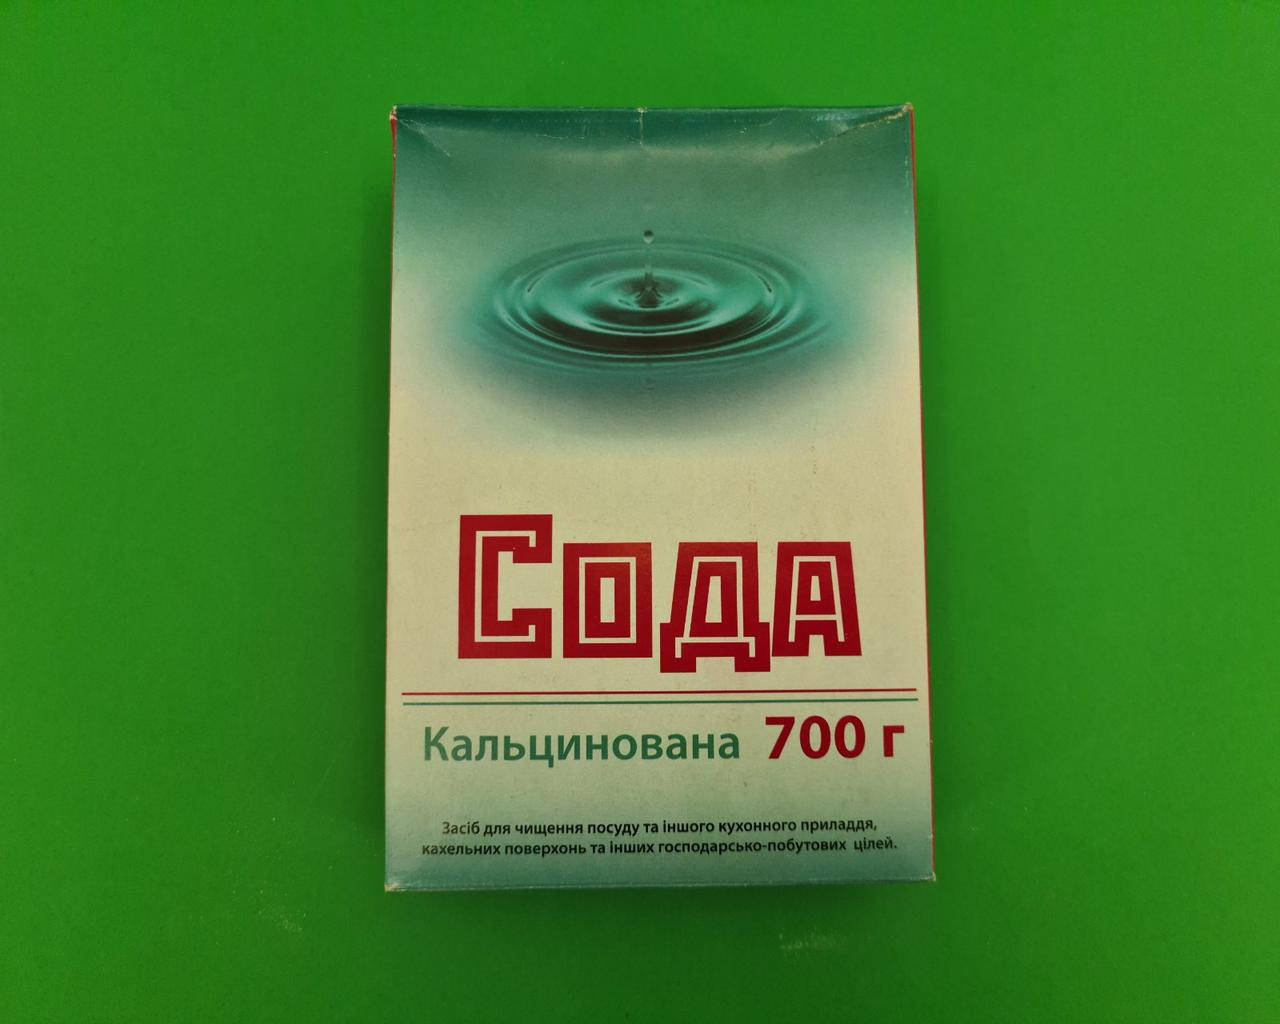 Сода
Кальцинована 700 г
Засіб для чищення посуду та іншого кухонного приладдя,
кахельних поверхонь та інших господарсько-побутових цілей.